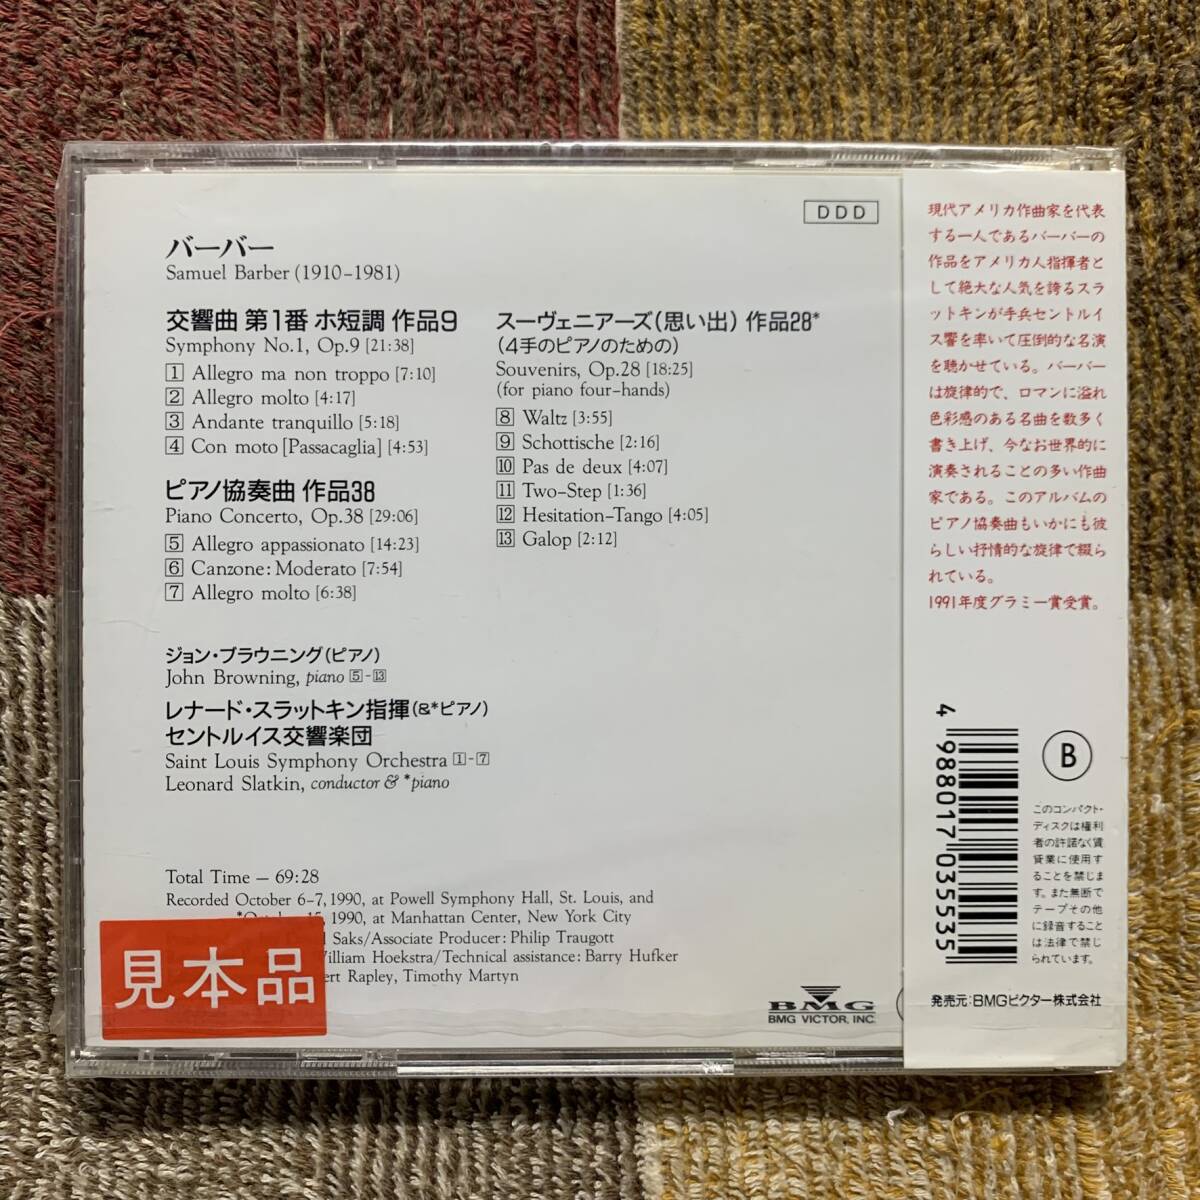 DDD
バーバー
Samuel Barber (1910–1981)
交響曲 第1番 ホ短調 作品9
Symphony No.1, Op.9 [21:38]
1 Allegro ma non troppo [7:10]
2 Allegro molto [4:17]
3 Andante tranquillo [5:18]
4 Con moto [Passacaglia] [4:53]
ピアノ協奏曲 作品38
Piano Concerto, Op.38 [29:06]
5 Allegro appassionato [14:23]
6 Canzone: Moderato [7:54]
7 Allegro molto [6:38]
スーヴェニアーズ(思い出) 作品28*
(4手のピアノのための)
Souvenirs, Op.28 [18:25]
(for piano four-hands)
8 Waltz [3:55]
9 Schottische [2:16]
10 Pas de deux [4:07]
11 Two-Step [1:36]
12 Hesitation-Tango [4:05]
13 Galop [2:12]
ジョン・ブラウニング(ピアノ)
John Browning, piano 5-13
レナード・スラットキン指揮(&*ピアノ)
セントルイス交響楽団
Saint Louis Symphony Orchestra 1-7
Leonard Slatkin, conductor & *piano
Total Time — 69:28
Recorded October 6–7, 1990, at Powell Symphony Hall, St. Louis, and
15, 1990, at Manhattan Center, New York City
Saks/Associate Producer: Philip Traugott
William Hoekstra/Technical assistance: Barry Hufker
Rapley, Timothy Martyn
見本品
BMG
BMG VICTOR, INC.
現代アメリカ作曲家を代表
する一人であるバーバーの
作品をアメリカ人指揮者と
して絶大な人気を誇るスラ
ットキンが手兵セントルイ
ス響を率いて圧倒的な名演
を聴かせている。バーバー
は旋律的で、ロマンに溢れ
色彩感のある名曲を数多く
書き上げ、今なお世界的に
演奏されることの多い作曲
家である。このアルバムの
ピアノ協奏曲もいかにも彼
らしい抒情的な旋律で綴ら
れている。
1991年度グラミー賞受賞。
4 988017 035535
B
このコンパクト・
ディスクは権利
者の許諾なく賃
貸業に使用す
ることを禁じま
す。また無断で
テープその他
に録音すること
は法律で禁じ
られています。
発売元:BMGビクター株式会社